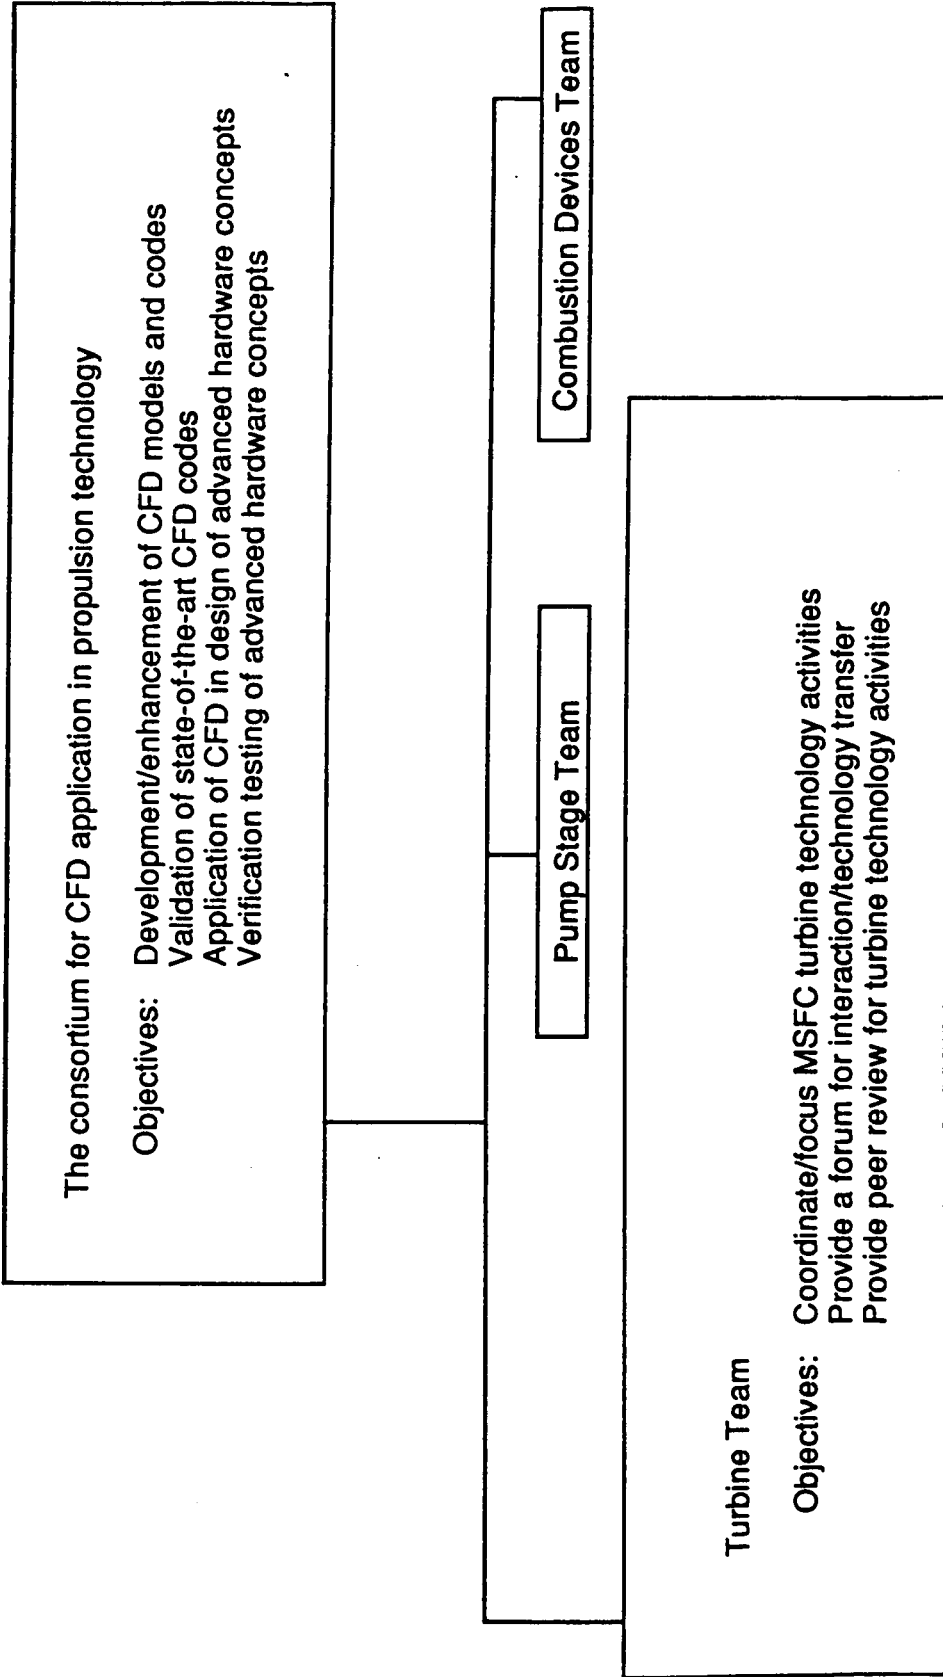 The consortium for CFD application in propulsion technology
Objectives: Development/enhancement of CFD models and codes
Validation of state-of-the-art CFD codes
Application of CFD in design of advanced hardware concepts
Verification testing of advanced hardware concepts
Pump Stage Team
Combustion Devices Team
Turbine Team
Objectives: Coordinate/focus MSFC turbine technology activities
Provide a forum for interaction/technology transfer
Provide peer review for turbine technology activities